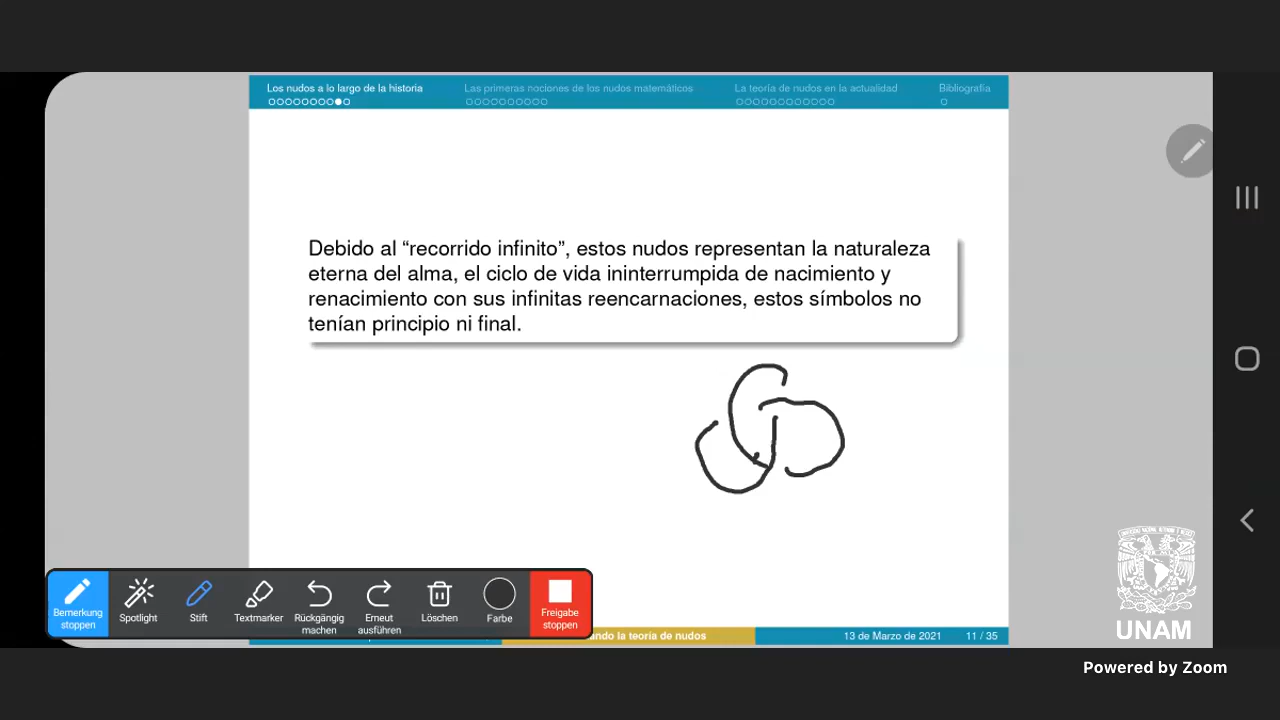 Los nudos a lo largo de la historia
Las primeras nociones de los nudos matemáticos
La teoría de nudos en la actualidad
Bibliografía
Debido al “recorrido infinito”, estos nudos representan la naturaleza
eterna del alma, el ciclo de vida ininterrumpida de nacimiento y
renacimiento con sus infinitas reencarnaciones, estos símbolos no
tenían principio ni final.
Bemerkung
stoppen
Spotlight
Stift
Textmarker
Rückgängig
machen
Erneut
ausführen
Löschen
Farbe
Freigabe
stoppen
la teoría de nudos
13 de Marzo de 2021
11 / 35
UNAM
Powered by Zoom